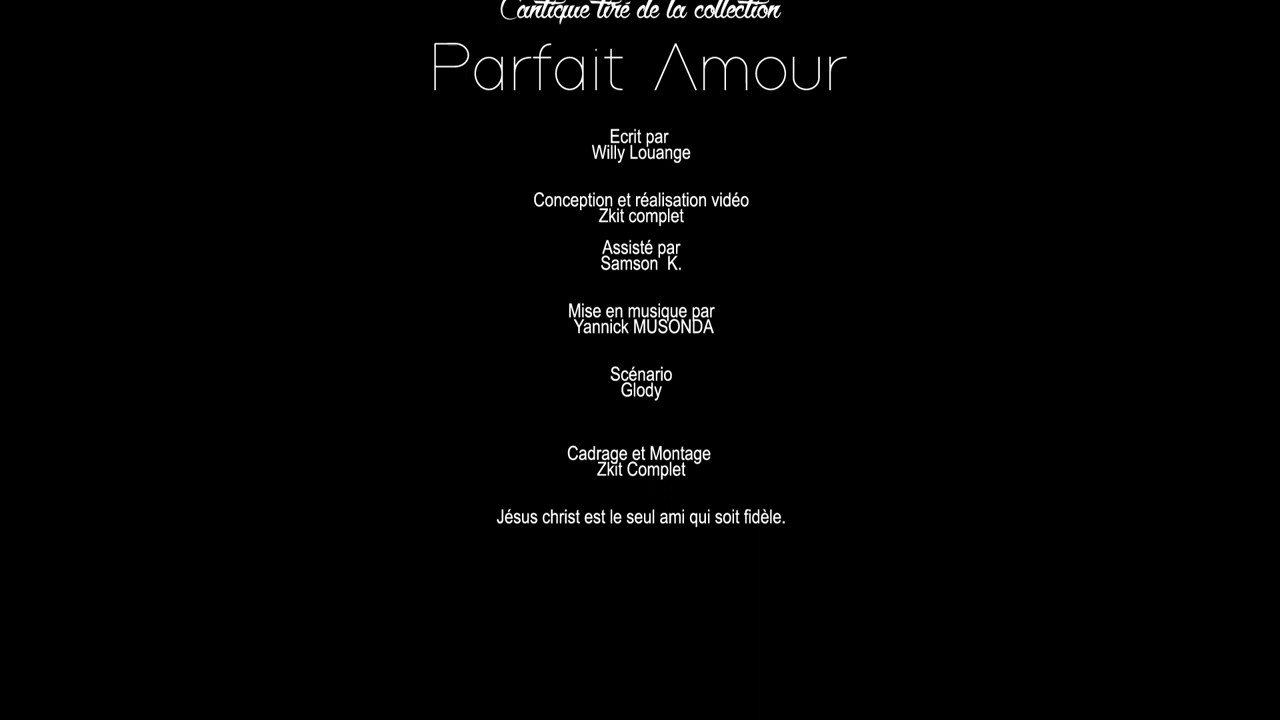 Cantique tiré de la collection
Parfait Amour
Ecrit par
Willy Louange
Conception et réalisation vidéo
Zkit complet
Assisté par
Samson K.
Mise en musique par
Yannick MUSONDA
Scénario
Glody
Cadrage et Montage
Zkit Complet
Jésus christ est le seul ami qui soit fidèle.